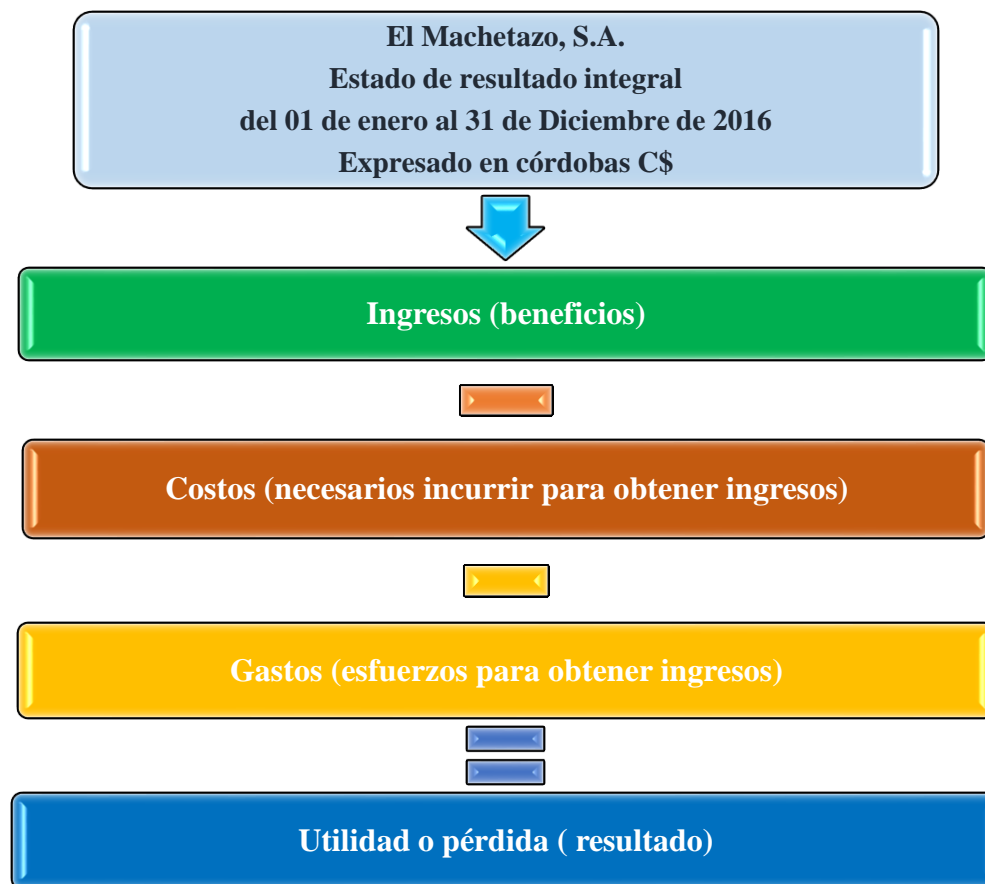 El Machetazo, S.A.
Estado de resultado integral
del 01 de enero al 31 de Diciembre de 2016
Expresado en córdobas C$
Ingresos (beneficios)
Costos (necesarios incurrir para obtener ingresos)
Gastos (esfuerzos para obtener ingresos)
Utilidad o pérdida ( resultado)